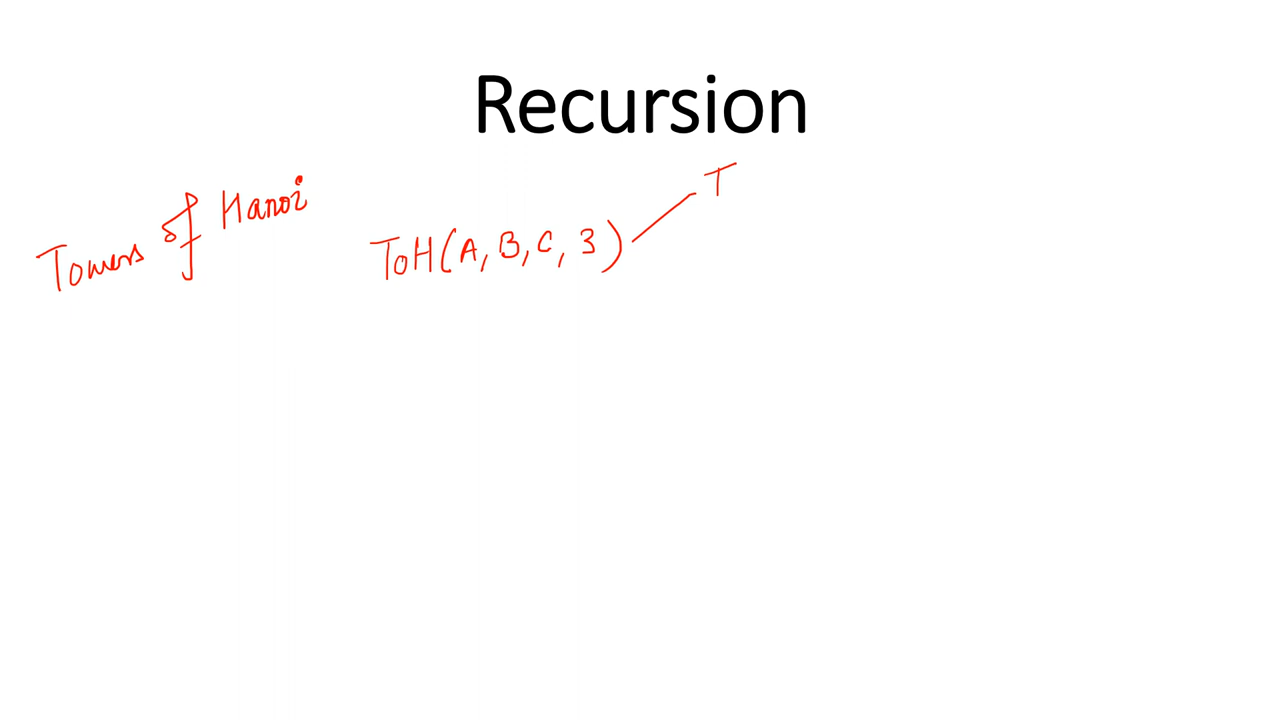 Recursion
Towers of Hanoi
ToH(A, B, C, 3)
T